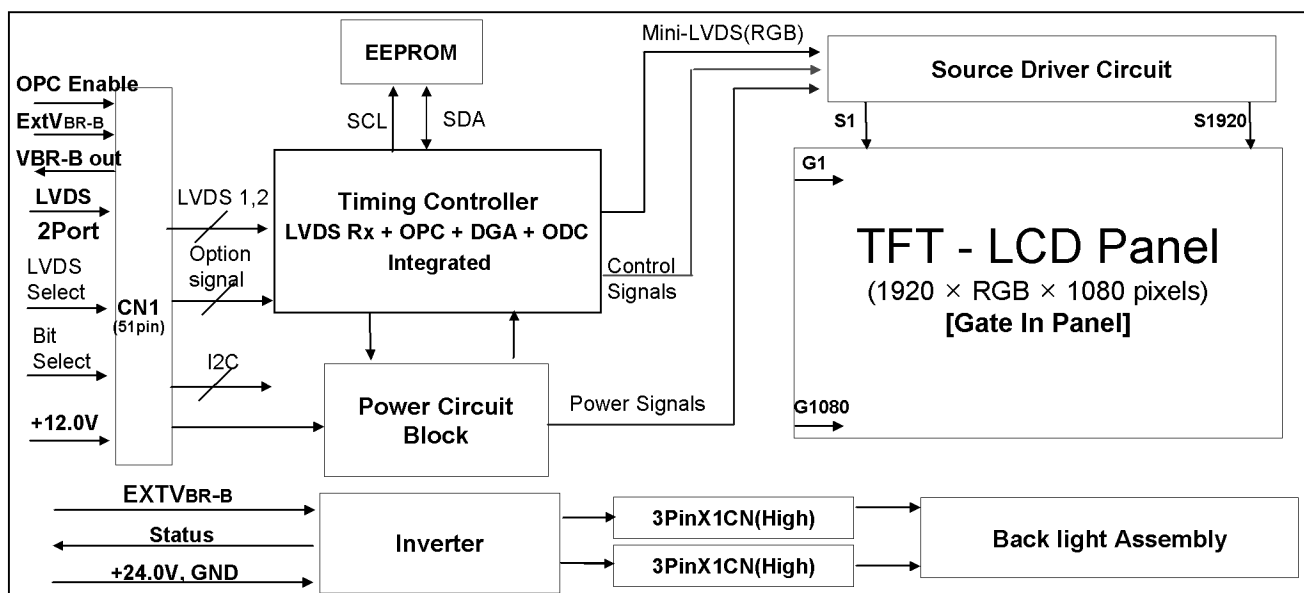 EEPROM
SCL
SDA
Mini-LVDS(RGB)
Source Driver Circuit
S1
S1920
OPC Enable
ExtVBR-B
VBR-B out
LVDS
2Port
LVDS
Select
Bit
Select
+12.0V
CN1
(51pin)
LVDS 1,2
Option
signal
I2C
Timing Controller
LVDS Rx + OPC + DGA + ODC
Integrated
Control
Signals
Power Circuit
Block
Power Signals
G1
TFT - LCD Panel
(1920 × RGB × 1080 pixels)
[Gate In Panel]
G1080
EXTVBR-B
Status
+24.0V, GND
Inverter
3PinX1CN(High)
3PinX1CN(High)
Back light Assembly